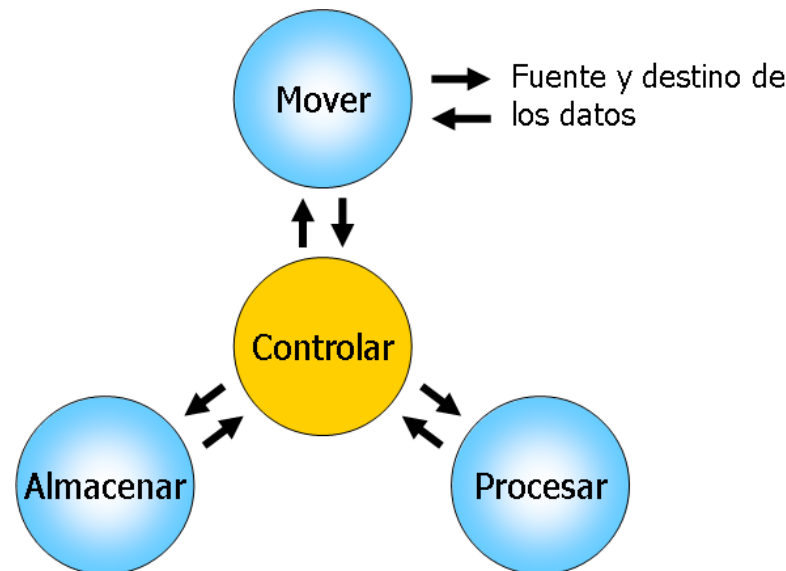 Mover
Fuente y destino de
los datos
Controlar
Almacenar
Procesar